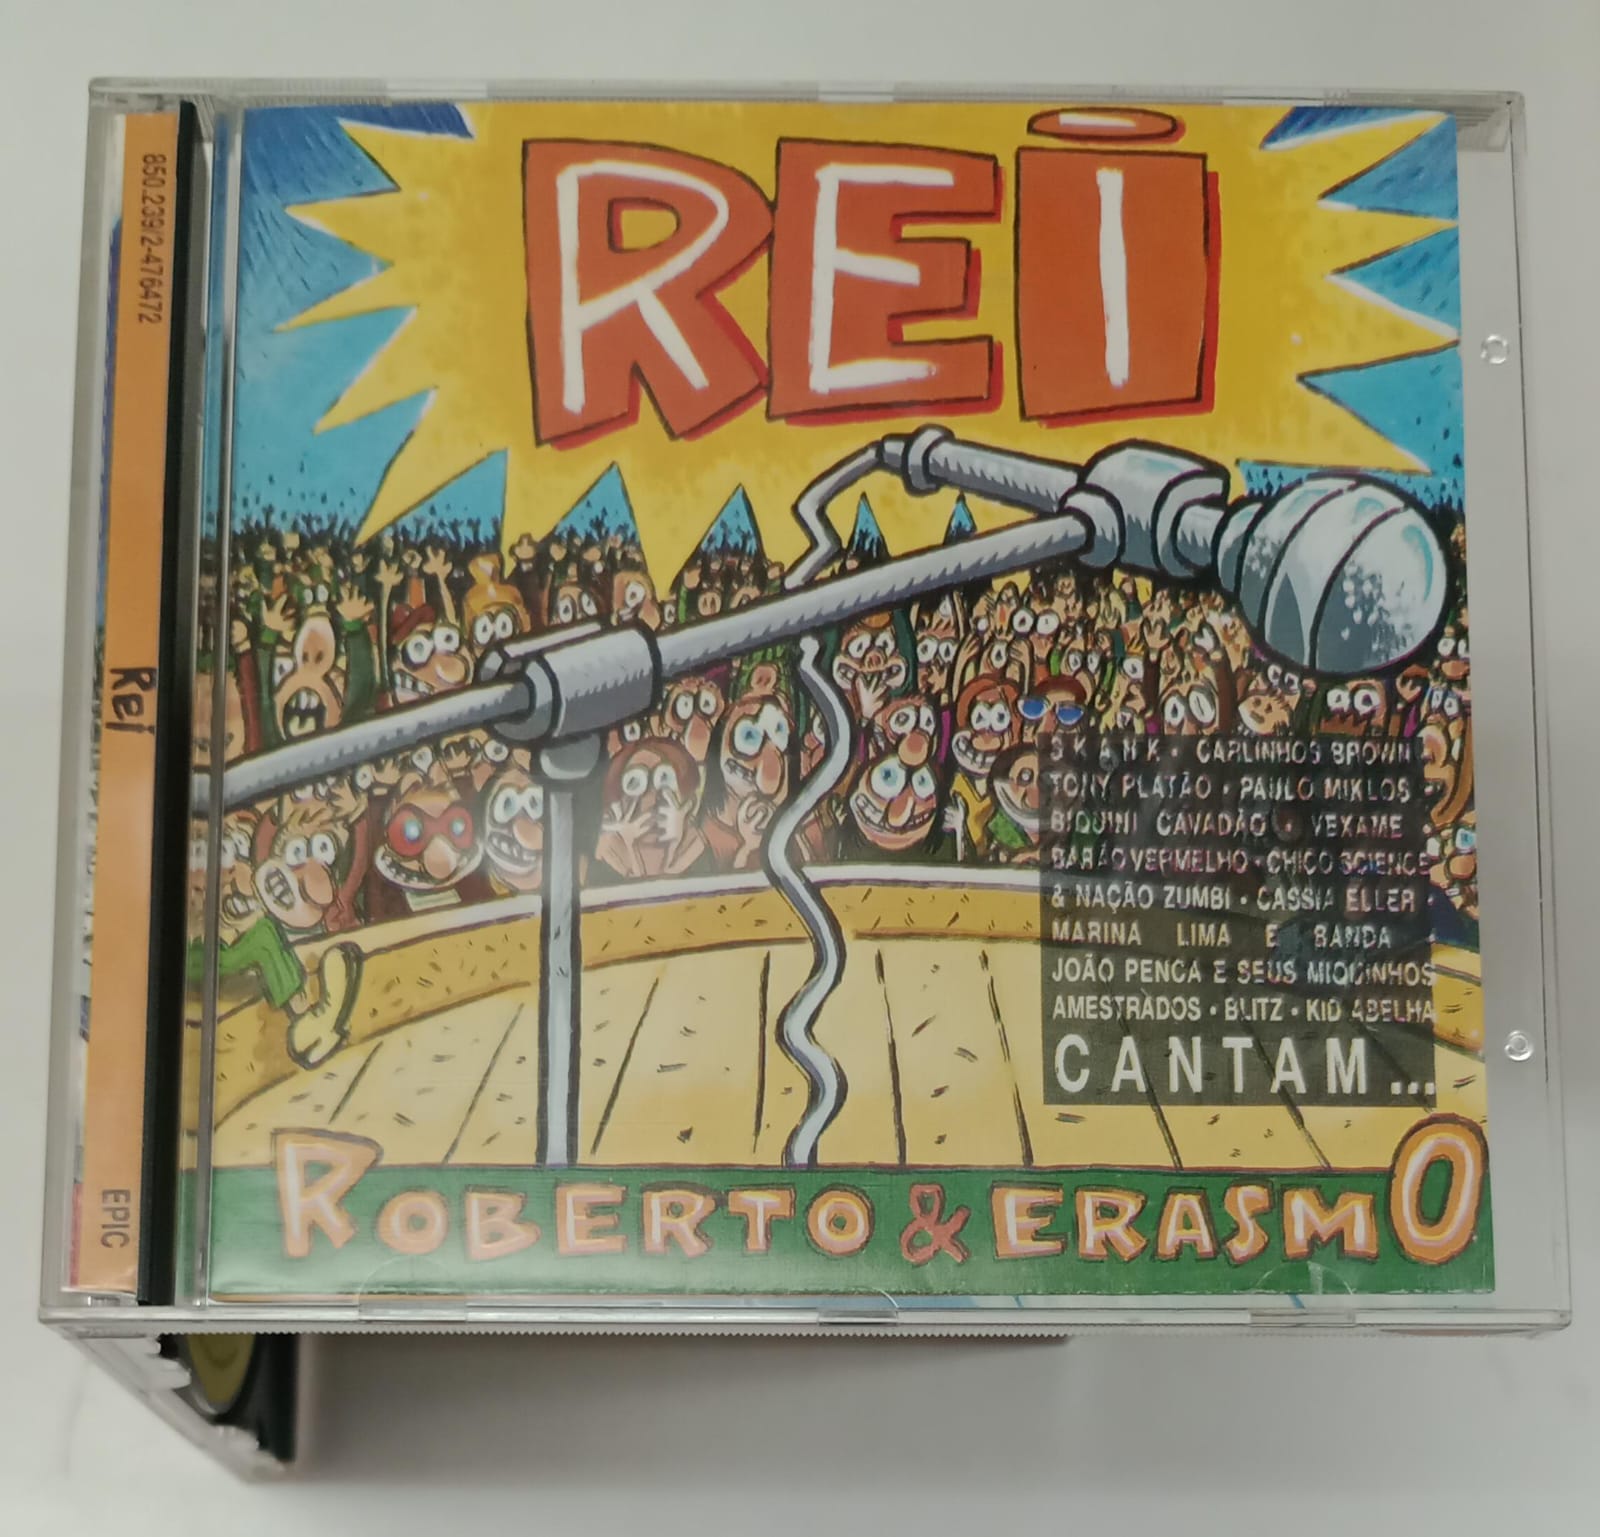 850.239/2-476472
Rei
EPIC
REI
SKANK • CARLINHOS BROWN •
TONY PLATÃO • PAULO MIKLOS •
BIQUINI CAVADÃO • VEXAME •
BARÃO VERMELHO • CHICO SCIENCE
& NAÇÃO ZUMBI • CASSIA ELLER •
MARINA LIMA E BANDA •
JOÃO PENCA E SEUS MIQUINHOS
AMESTRADOS • BLITZ • KID ABELHA
CANTAM...
ROBERTO & ERASMO